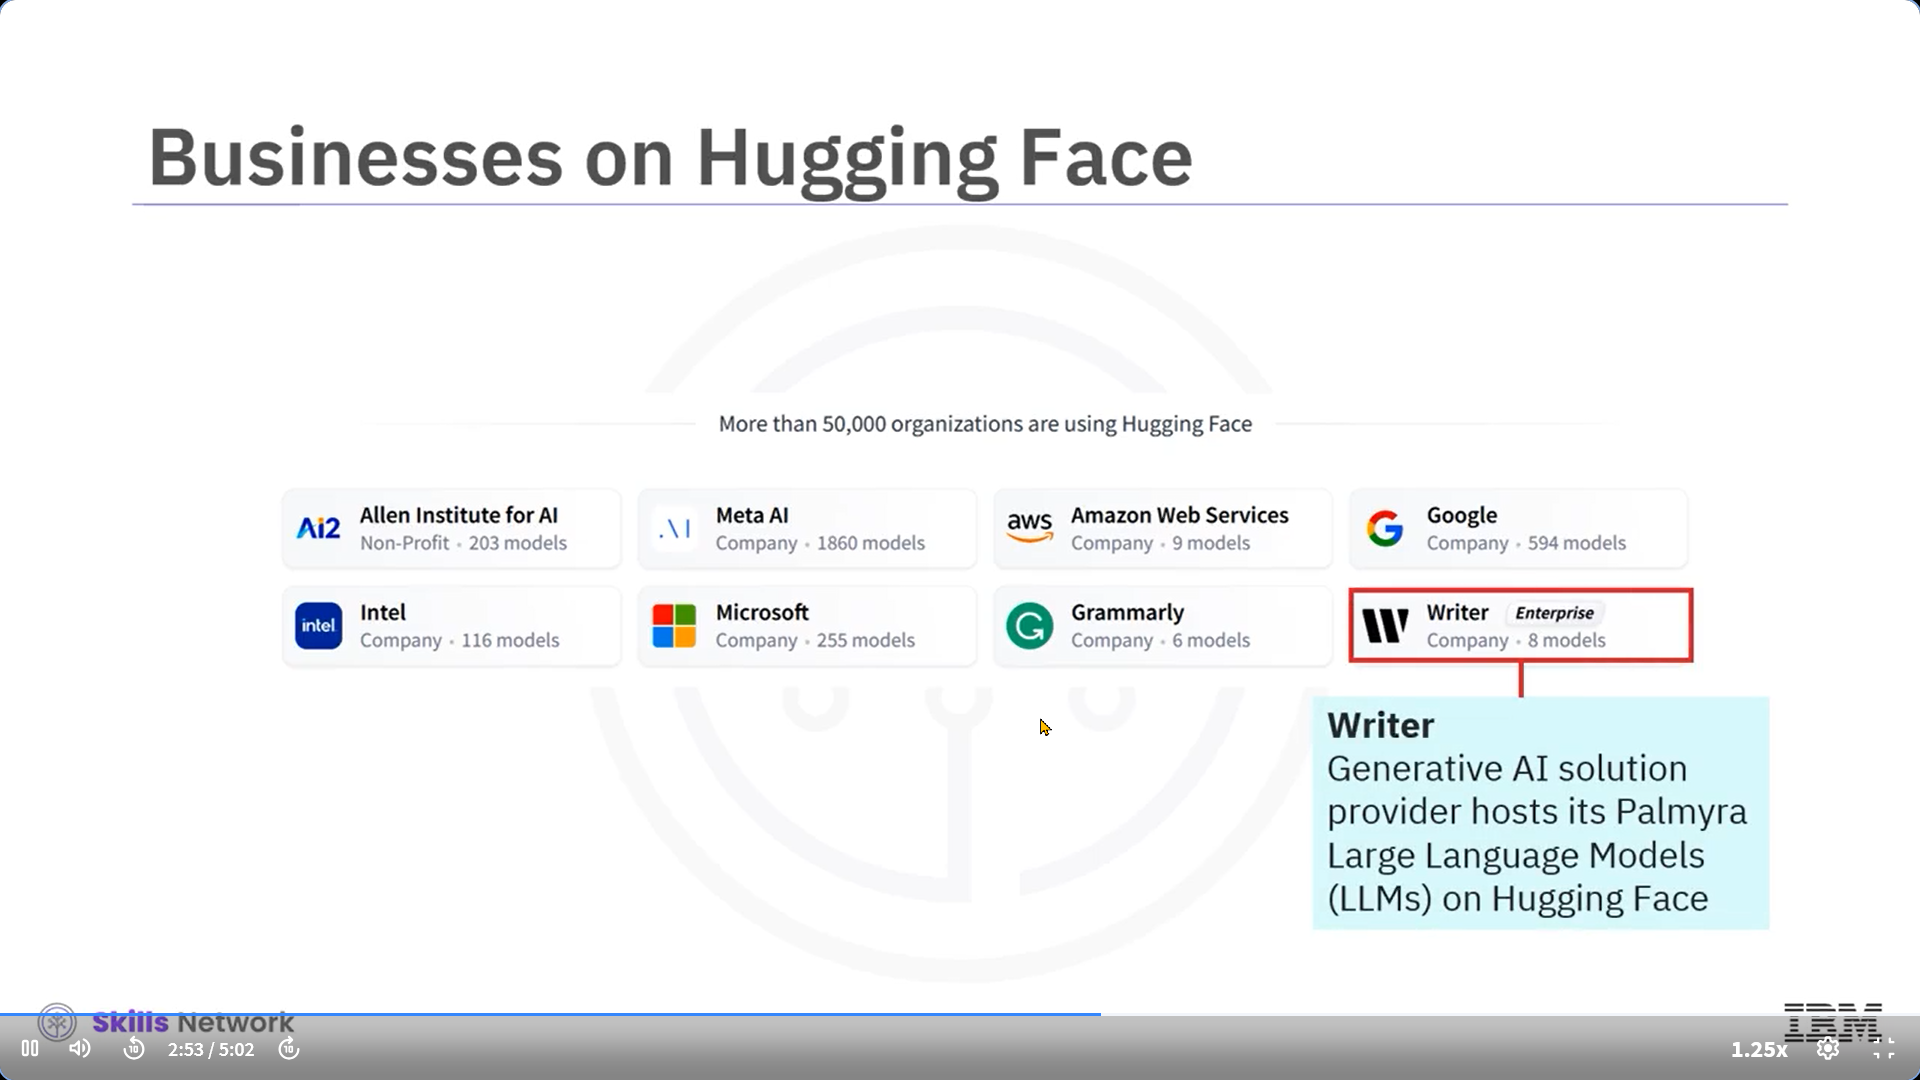 Businesses on Hugging Face
More than 50,000 organizations are using Hugging Face
Ai2
Allen Institute for AI
Non-Profit • 203 models
.\I
Meta AI
Company • 1860 models
aws
Amazon Web Services
Company • 9 models
G
Google
Company • 594 models
intel
Intel
Company • 116 models
Microsoft
Company • 255 models
G
Grammarly
Company • 6 models
W
Writer Enterprise
Company • 8 models
Writer
Generative AI solution
provider hosts its Palmyra
Large Language Models
(LLMs) on Hugging Face
Skills Network
IBM
10
2:53 / 5:02
10
1.25x